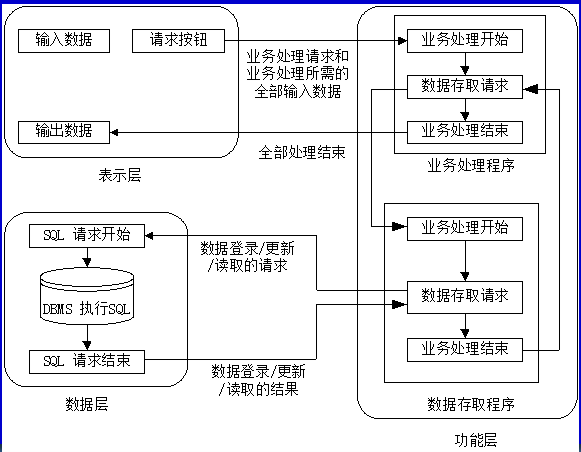 输入数据
请求按钮
业务处理请求和
业务处理所需的
全部输入数据
业务处理开始
数据存取请求
输出数据
全部处理结束
业务处理结束
业务处理程序
表示层
SQL 请求开始
数据登录/更新
/读取的请求
业务处理开始
DBMS 执行SQL
数据存取请求
SQL 请求结束
数据登录/更新
/读取的结果
业务处理结束
数据层
数据存取程序
功能层